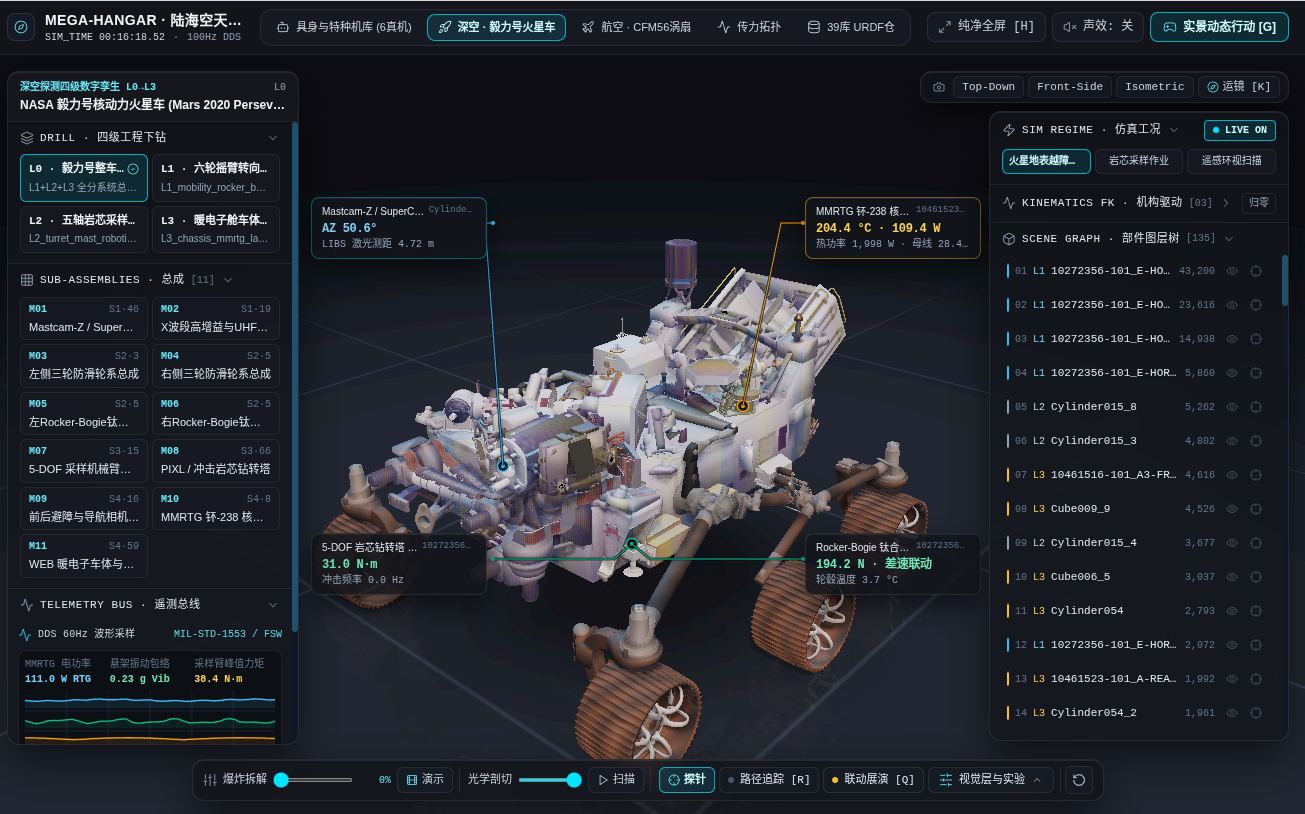 MEGA-HANGAR · 陆海空天…
SIM_TIME 00:16:18.52 · 100Hz DDS
具身与特种机库 (6真机)
深空 · 毅力号火星车
航空 · CFM56涡扇
传力拓扑
39库 URDF仓
纯净全屏 [H]
声效: 关
实景动态行动 [G]
深空探测四级数字孪生 L0→L3 L0
NASA 毅力号核动力火星车 (Mars 2020 Persev…
DRILL · 四级工程下钻
L0 · 毅力号整车…
L1+L2+L3 全分系统总…
L1 · 六轮摇臂转向…
L1_mobility_rocker_b…
L2 · 五轴岩芯采样…
L2_turret_mast_roboti…
L3 · 暖电子舱车体…
L3_chassis_mmrtg_la…
SUB-ASSEMBLIES · 总成 [11]
M01 S1·46
Mastcam-Z / Super…
M02 S1·19
X波段高增益与UHF…
M03 S2·3
左侧三轮防滑轮系总成
M04 S2·5
右侧三轮防滑轮系总成
M05 S2·5
左Rocker-Bogie钛…
M06 S2·5
右Rocker-Bogie钛…
M07 S3·15
5-DOF 采样机械臂…
M08 S3·66
PIXL / 冲击岩芯钻转塔
M09 S4·16
前后避障与导航相机…
M10 S4·8
MMRTG 钚-238 核…
M11 S4·59
WEB 暖电子车体与…
TELEMETRY BUS · 遥测总线
DDS 60Hz 波形采样 MIL-STD-1553 / FSW
MMRTG 电功率 悬架振动包络 采样臂峰值力矩
111.0 W RTG 0.23 g Vib 38.4 N·m
Mastcam-Z / SuperC… Cylinde…
AZ 50.6°
LIBS 激光测距 4.72 m
MMRTG 钚-238 核… 10461523…
204.4 °C · 109.4 W
热功率 1,998 W · 母线 28.4…
5-DOF 岩芯钻转塔 … 10272356…
31.0 N·m
冲击频率 0.0 Hz
Rocker-Bogie 钛合… 10272356…
194.2 N · 差速联动
轮毂温度 3.7 °C
Top-Down
Front-Side
Isometric
运镜 [K]
SIM REGIME · 仿真工况
LIVE ON
火星地表越障…
岩芯采样作业
遥感环视扫描
KINEMATICS FK · 机构驱动 [03]
归零
SCENE GRAPH · 部件图层树 [135]
01 L1 10272356-101_E-HO… 43,200
02 L1 10272356-101_E-HO… 23,616
03 L1 10272356-101_E-HO… 14,938
04 L1 10272356-101_E-HOR… 5,860
05 L2 Cylinder015_8 5,262
06 L2 Cylinder015_3 4,802
07 L3 10461516-101_A3-FR… 4,616
08 L3 Cube009_9 4,526
09 L2 Cylinder015_4 3,677
10 L3 Cube006_5 3,037
11 L3 Cylinder054 2,793
12 L1 10272356-101_E-HOR… 2,072
13 L3 10461523-101_A-REA… 1,992
14 L3 Cylinder054_2 1,961
爆炸拆解 0%
演示
光学剖切
扫描
探针
路径追踪 [R]
联动展演 [Q]
视觉层与实验